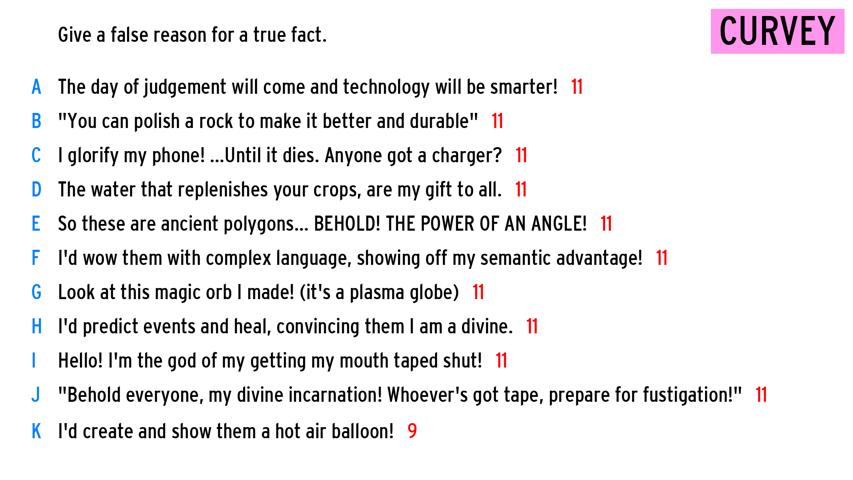 Give a false reason for a true fact.
CURVEY
A The day of judgement will come and technology will be smarter! 11
B "You can polish a rock to make it better and durable" 11
C I glorify my phone! ...Until it dies. Anyone got a charger? 11
D The water that replenishes your crops, are my gift to all. 11
E So these are ancient polygons... BEHOLD! THE POWER OF AN ANGLE! 11
F I'd wow them with complex language, showing off my semantic advantage! 11
G Look at this magic orb I made! (it's a plasma globe) 11
H I'd predict events and heal, convincing them I am a divine. 11
I Hello! I'm the god of my getting my mouth taped shut! 11
J "Behold everyone, my divine incarnation! Whoever's got tape, prepare for fustigation!" 11
K I'd create and show them a hot air balloon! 9